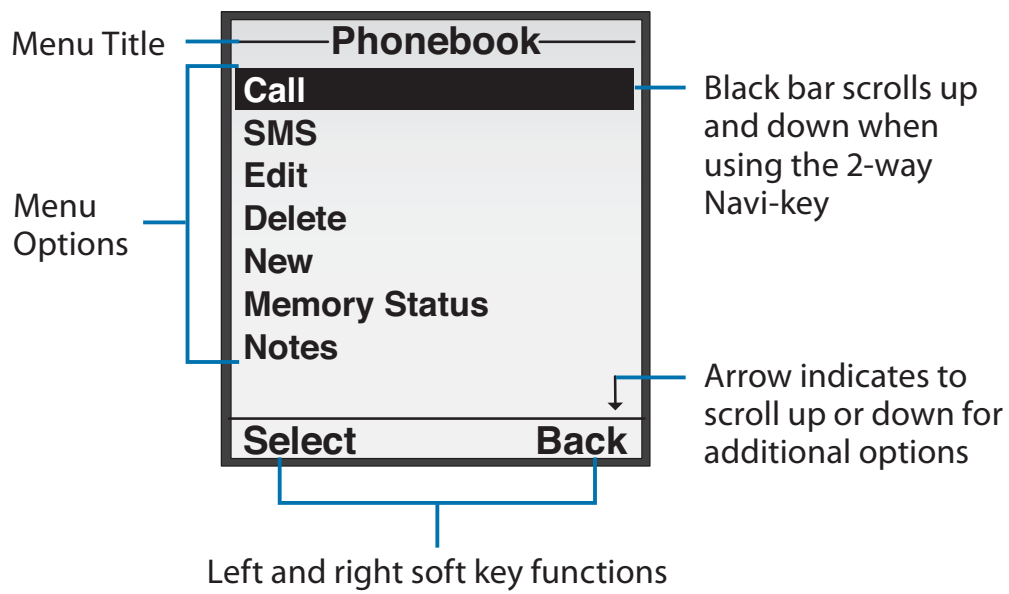 Menu Title
Phonebook
Call
SMS
Edit
Delete
New
Memory Status
Notes
Select Back
Menu
Options
Black bar scrolls up
and down when
using the 2-way
Navi-key
Arrow indicates to
scroll up or down for
additional options
Left and right soft key functions